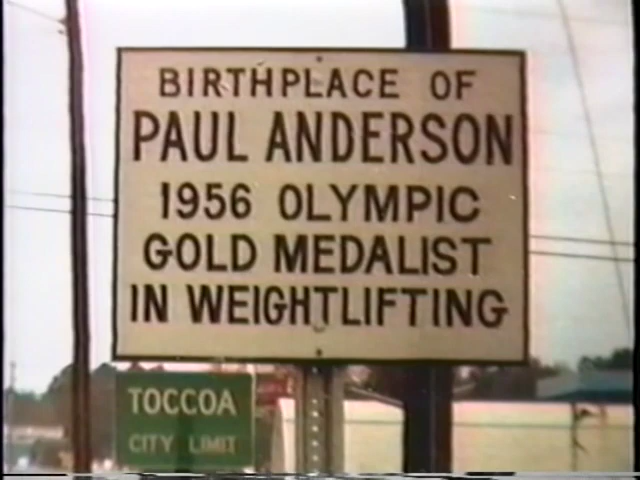 BIRTHPLACE OF
PAUL ANDERSON
1956 OLYMPIC
GOLD MEDALIST
IN WEIGHTLIFTING
TOCCOA
CITY LIMIT